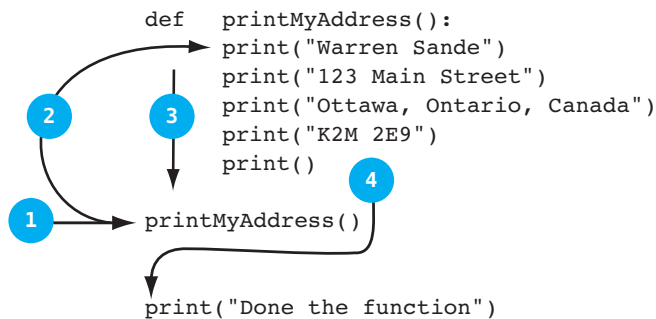 def printMyAddress():
print("Warren Sande")
print("123 Main Street")
2 3 print("Ottawa, Ontario, Canada")
print("K2M 2E9")
print()
4
1 printMyAddress()
print("Done the function")